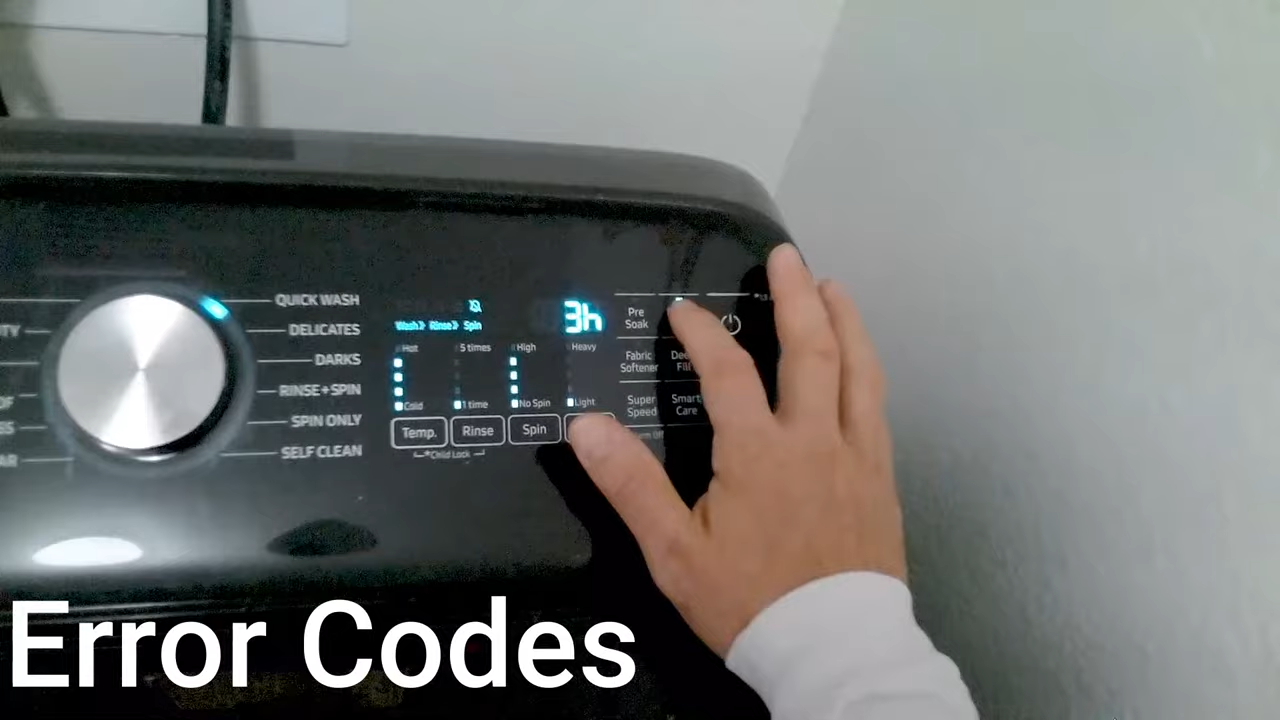 QUICK WASH
DELICATES
DARKS
RINSE+SPIN
SPIN ONLY
SELF CLEAN
Wash Rinse Spin
3h
Hot 5 times High Heavy
Cold 1 time No Spin Light
Temp. Rinse Spin
*Child Lock
Pre
Soak
Fabric
Softener
Super
Speed
Smart
Care
Error Codes